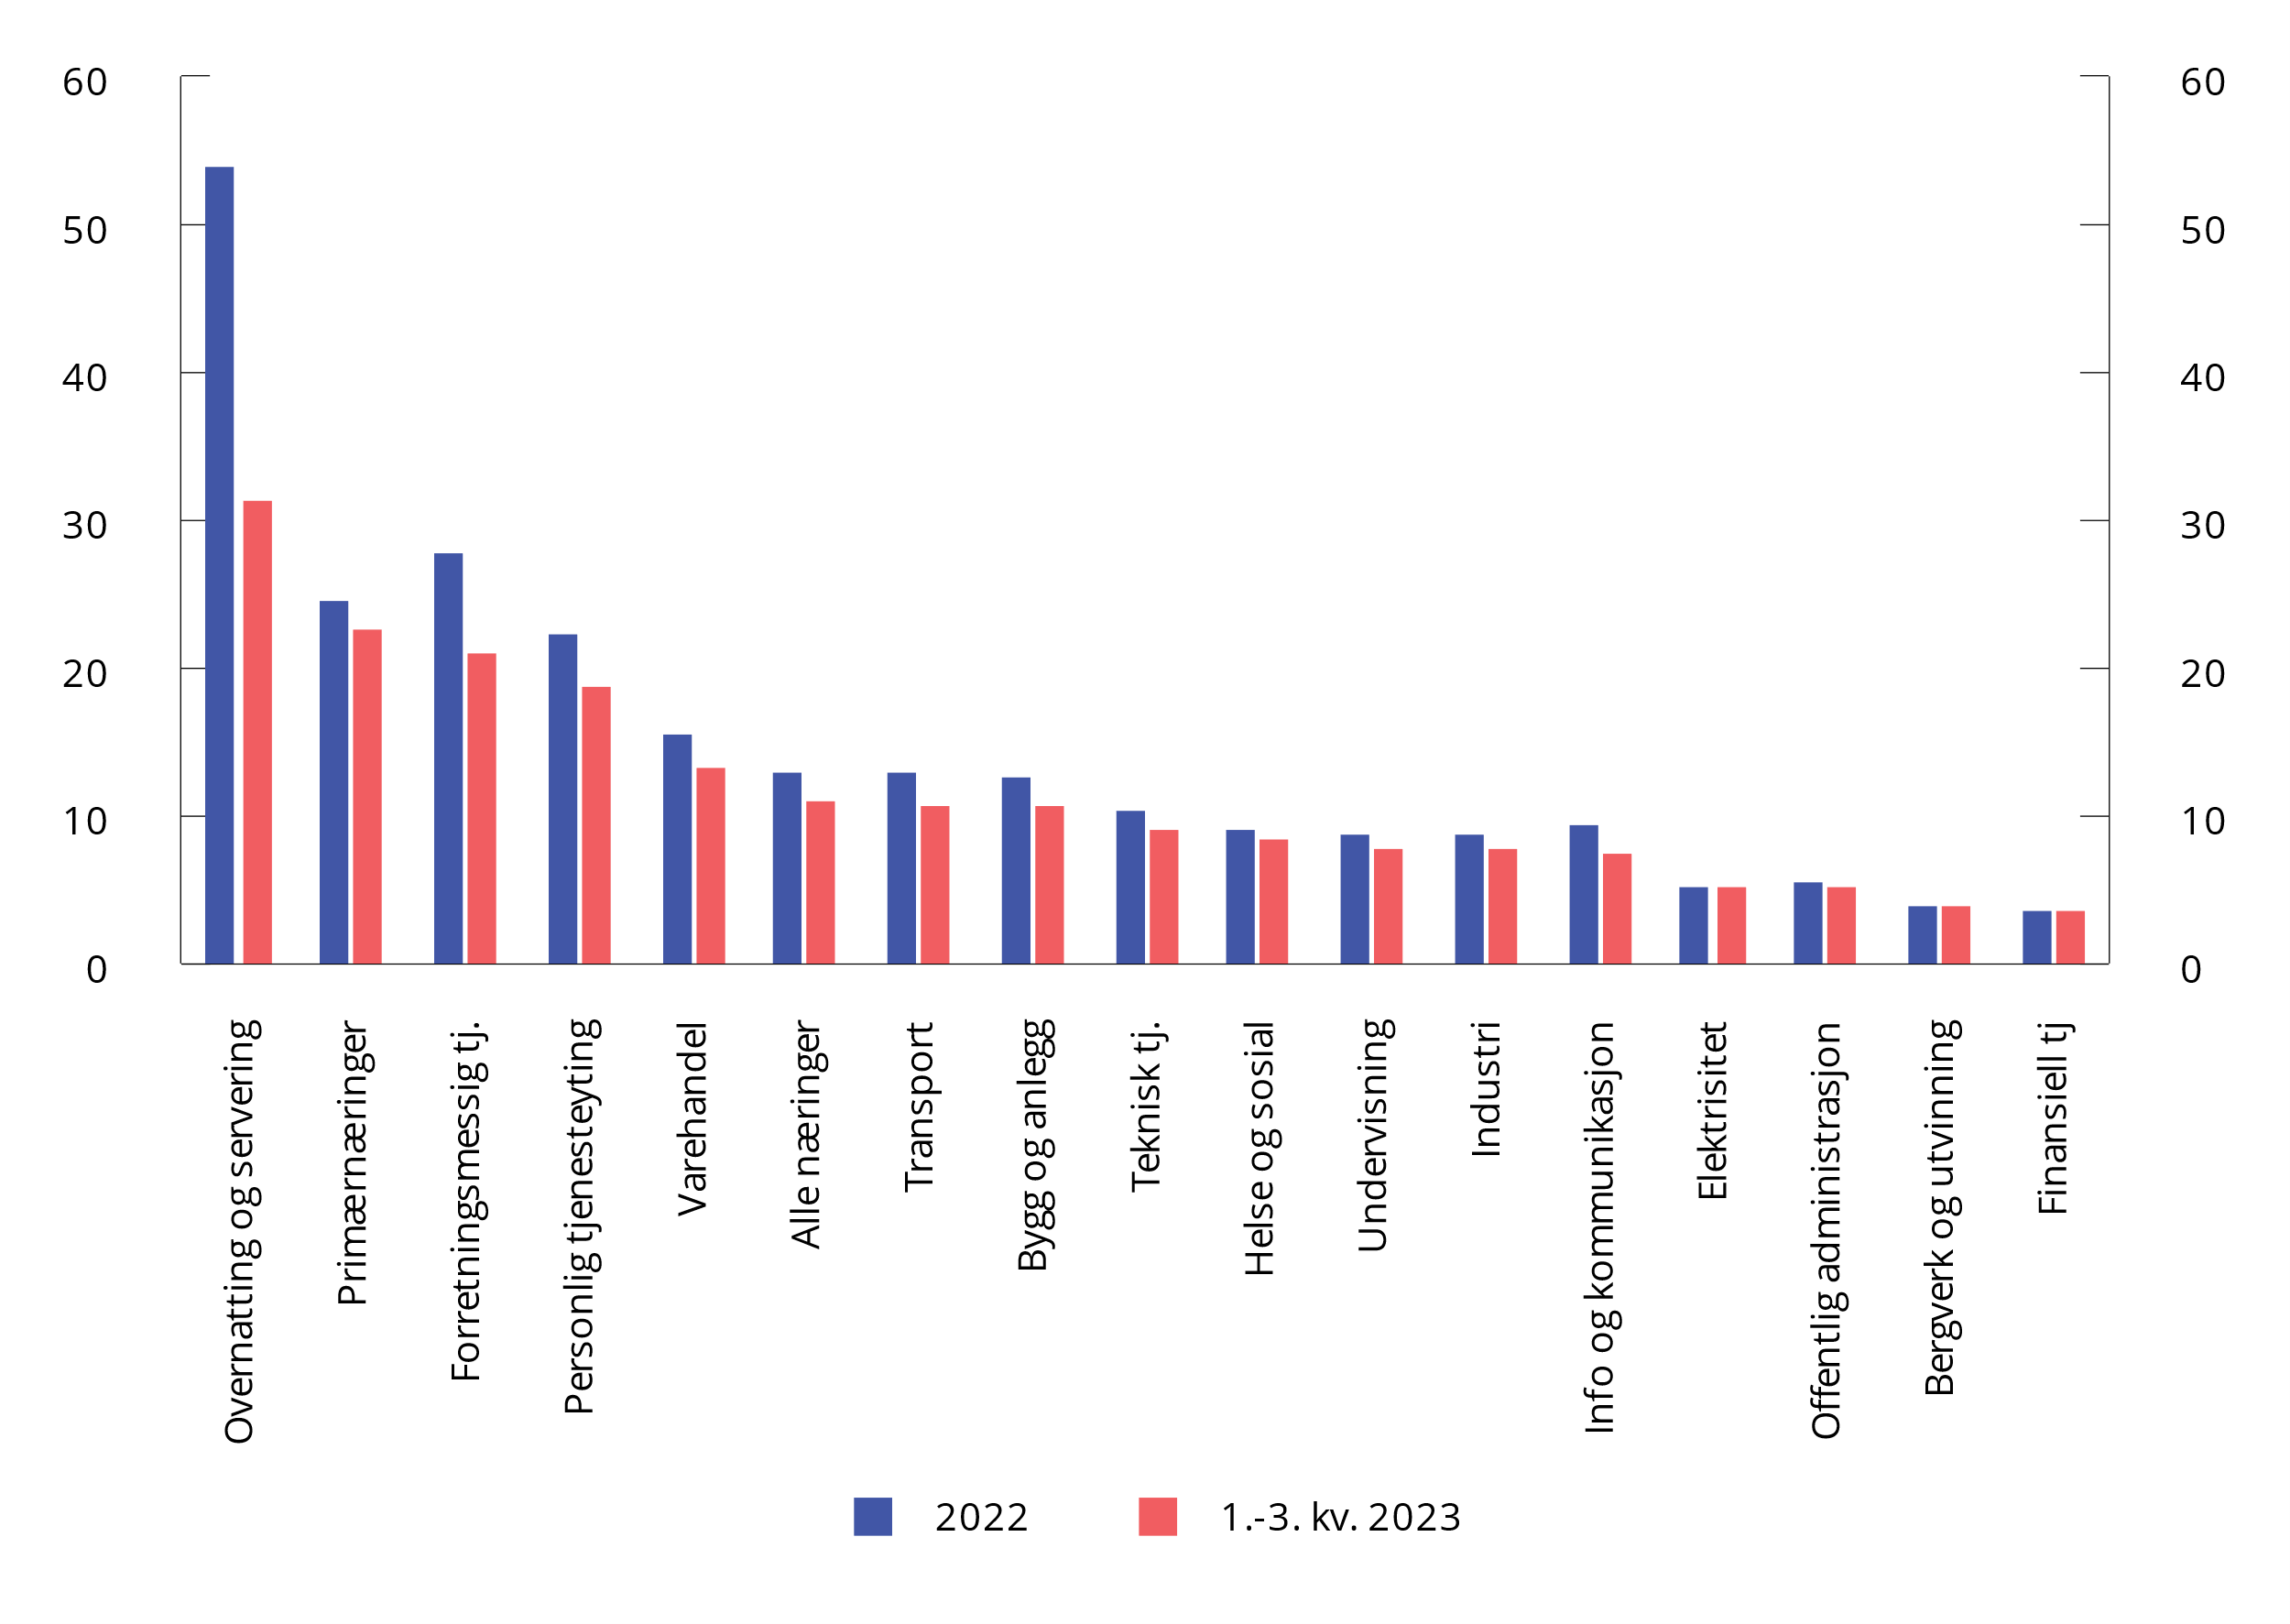 60
50
40
30
20
10
0
60
50
40
30
20
10
0
Overnatting og servering
Primærnæringer
Forretningsmessig tj.
Personlig tjenesteyting
Varehandel
Alle næringer
Transport
Bygg og anlegg
Teknisk tj.
Helse og sosial
Undervisning
Industri
Info og kommunikasjon
Elektrisitet
Offentlig administrasjon
Bergverk og utvinning
Finansiell tj
2022
1.-3. kv. 2023